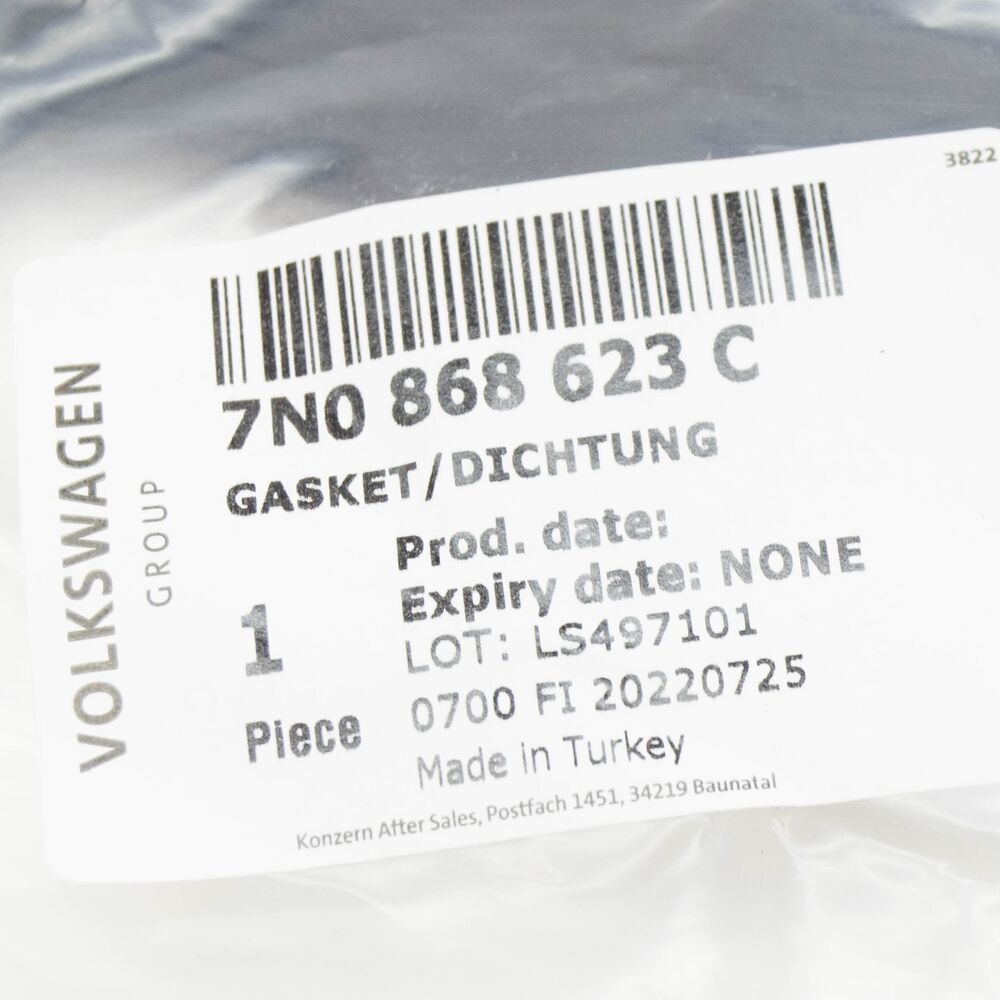 3822
7N0 868 623 C
GASKET/DICHTUNG
Prod. date:
Expiry date: NONE
LOT: LS497101
0700 FI 20220725
Made in Turkey
1
Piece
Konzern After Sales, Postfach 1451, 34219 Baunatal
VOLKSWAGEN
GROUP